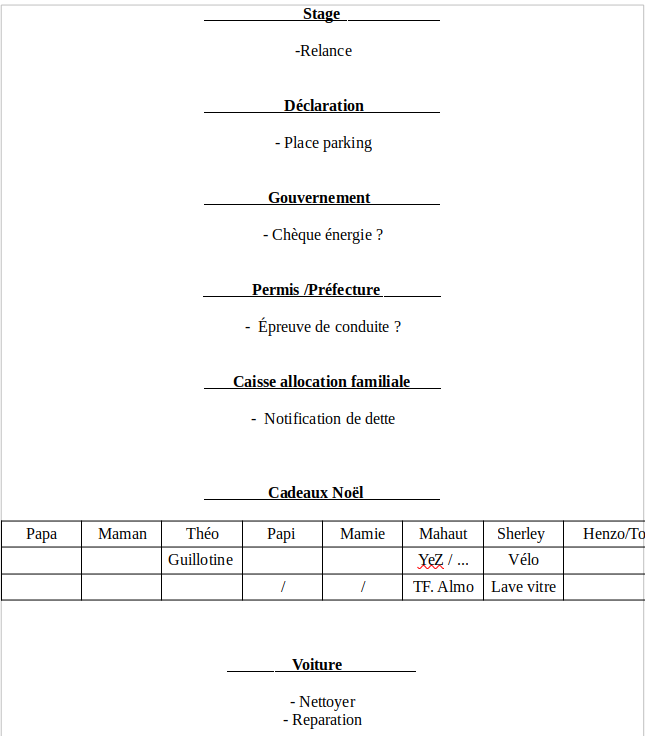 Stage
-Relance
Déclaration
- Place parking
Gouvernement
- Chèque énergie ?
Permis /Préfecture
- Épreuve de conduite ?
Caisse allocation familiale
- Notification de dette
Cadeaux Noël
Papa Maman Théo Papi Mamie Mahaut Sherley Henzo/To
Guillotine YeZ / ... Vélo
/ / TF. Almo Lave vitre
Voiture
- Nettoyer
- Reparation